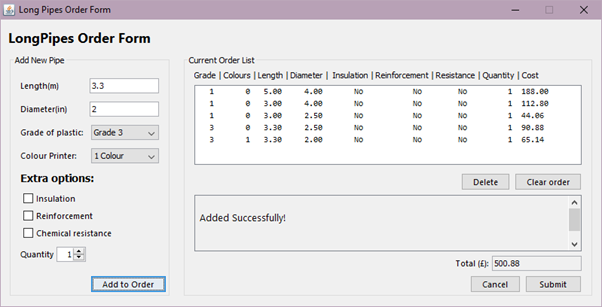 Long Pipes Order Form
LongPipes Order Form
Add New Pipe
Length(m) 3.3
Diameter(in) 2
Grade of plastic: Grade 3
Colour Printer: 1 Colour
Extra options:
Insulation
Reinforcement
Chemical resistance
Quantity 1
Add to Order
Current Order List
Grade | Colours | Length | Diameter | Insulation | Reinforcement | Resistance | Quantity | Cost
1 0 5.00 4.00 No No No 1 188.00
1 0 3.00 4.00 No No No 1 112.80
1 0 3.00 2.50 No No No 1 44.06
3 0 3.30 2.50 No No No 1 90.88
3 1 3.30 2.00 No No No 1 65.14
Delete Clear order
Added Successfully!
Total (£): 500.88
Cancel Submit